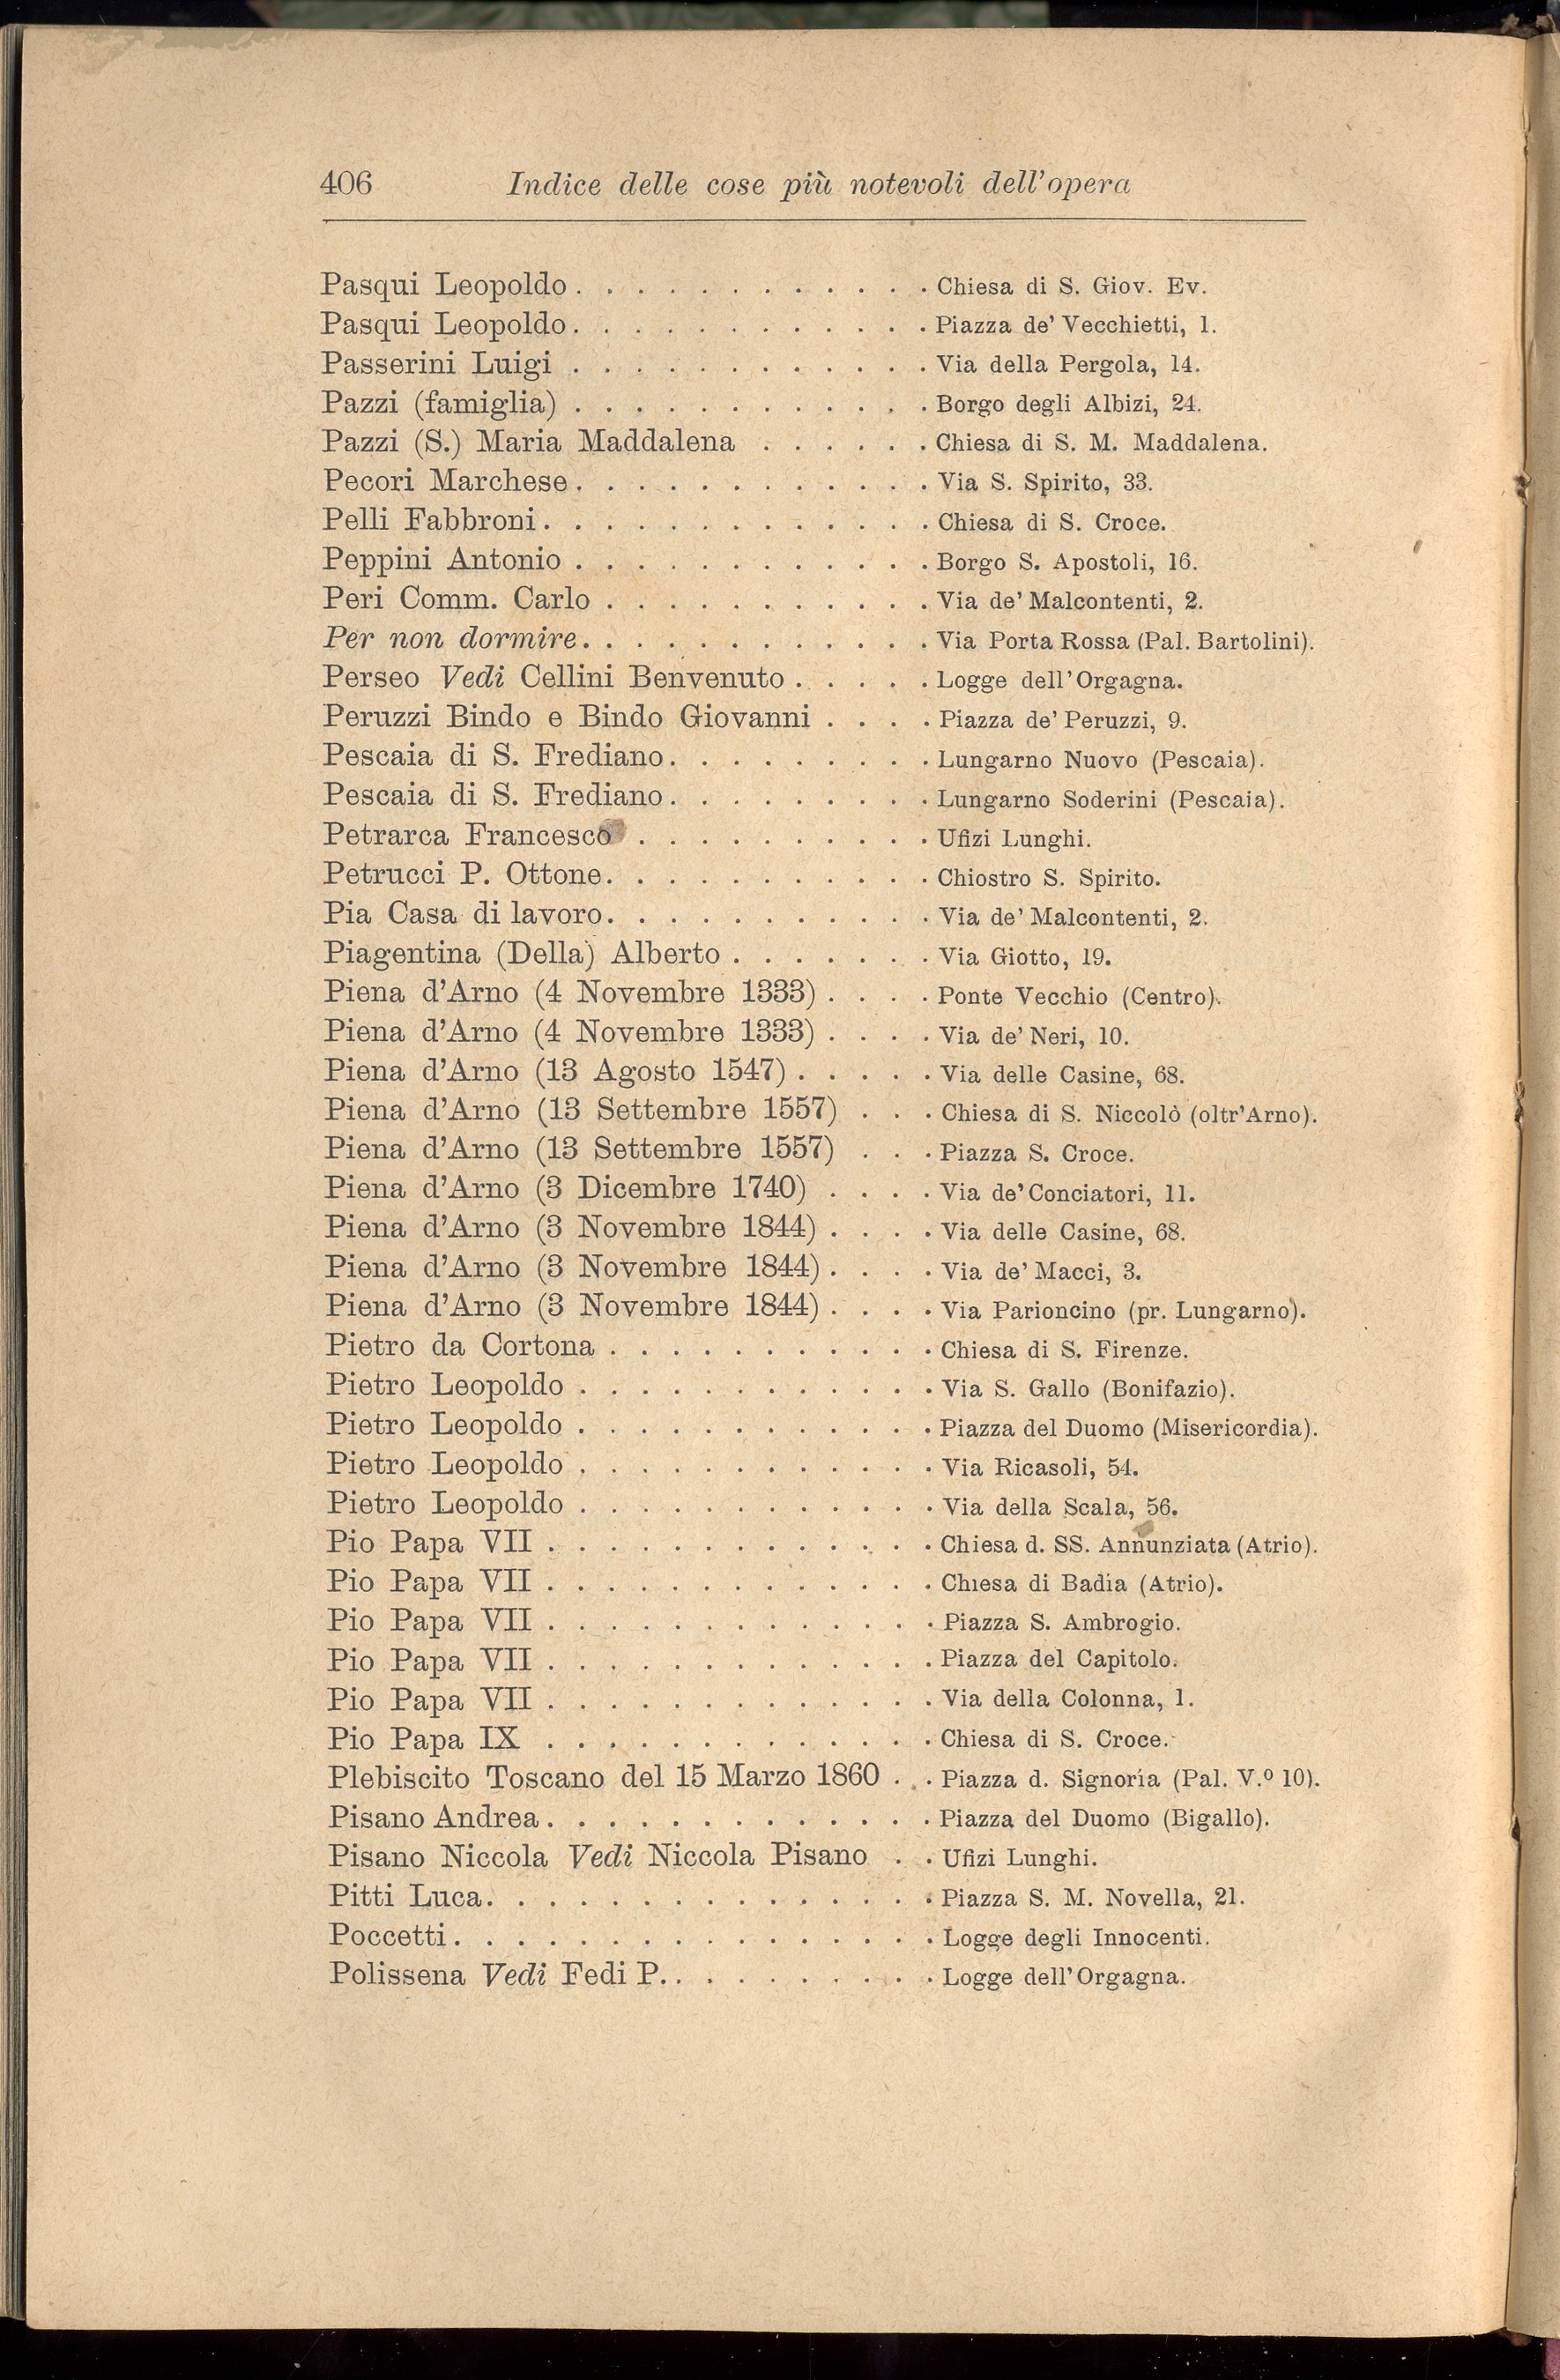 406 Indice delle cose più notevoli dell'opera
Pasqui Leopoldo . . . . . . . . . . . . Chiesa di S. Giov. Ev.
Pasqui Leopoldo . . . . . . . . . . . . Piazza de' Vecchietti, 1.
Passerini Luigi . . . . . . . . . . . . Via della Pergola, 14.
Pazzi (famiglia) . . . . . . . . . . . . Borgo degli Albizi, 24.
Pazzi (S.) Maria Maddalena . . . . . . Chiesa di S. M. Maddalena.
Pecori Marchese . . . . . . . . . . . . Via S. Spirito, 33.
Pelli Fabbroni . . . . . . . . . . . . . Chiesa di S. Croce.
Peppini Antonio . . . . . . . . . . . . Borgo S. Apostoli, 16.
Peri Comm. Carlo . . . . . . . . . . . Via de' Malcontenti, 2.
Per non dormire . . . . . . . . . . . . Via Porta Rossa (Pal. Bartolini).
Perseo Vedi Cellini Benvenuto . . . . . Logge dell'Orgagna.
Peruzzi Bindo e Bindo Giovanni . . . . Piazza de' Peruzzi, 9.
Pescaia di S. Frediano . . . . . . . . . Lungarno Nuovo (Pescaia).
Pescaia di S. Frediano . . . . . . . . . Lungarno Soderini (Pescaia).
Petrarca Francesco . . . . . . . . . . Ufizi Lunghi.
Petrucci P. Ottone . . . . . . . . . . . Chiostro S. Spirito.
Pia Casa di lavoro . . . . . . . . . . . Via de' Malcontenti, 2.
Piagentina (Della) Alberto . . . . . . . Via Giotto, 19.
Piena d'Arno (4 Novembre 1333) . . . . Ponte Vecchio (Centro).
Piena d'Arno (4 Novembre 1333) . . . . Via de' Neri, 10.
Piena d'Arno (13 Agosto 1547) . . . . . Via delle Casine, 68.
Piena d'Arno (13 Settembre 1557) . . . Chiesa di S. Niccolò (oltr'Arno).
Piena d'Arno (13 Settembre 1557) . . . Piazza S. Croce.
Piena d'Arno (3 Dicembre 1740) . . . . Via de' Conciatori, 11.
Piena d'Arno (3 Novembre 1844) . . . . Via delle Casine, 68.
Piena d'Arno (3 Novembre 1844) . . . . Via de' Macci, 3.
Piena d'Arno (3 Novembre 1844) . . . . Via Parioncino (pr. Lungarno).
Pietro da Cortona . . . . . . . . . . . Chiesa di S. Firenze.
Pietro Leopoldo . . . . . . . . . . . . Via S. Gallo (Bonifazio).
Pietro Leopoldo . . . . . . . . . . . . Piazza del Duomo (Misericordia).
Pietro Leopoldo . . . . . . . . . . . . Via Ricasoli, 54.
Pietro Leopoldo . . . . . . . . . . . . Via della Scala, 56.
Pio Papa VII . . . . . . . . . . . . . Chiesa d. SS. Annunziata (Atrio).
Pio Papa VII . . . . . . . . . . . . . Chiesa di Badia (Atrio).
Pio Papa VII . . . . . . . . . . . . . Piazza S. Ambrogio.
Pio Papa VII . . . . . . . . . . . . . Piazza del Capitolo.
Pio Papa VII . . . . . . . . . . . . . Via della Colonna, 1.
Pio Papa IX . . . . . . . . . . . . . Chiesa di S. Croce.
Plebiscito Toscano del 15 Marzo 1860 . . Piazza d. Signoria (Pal. V.º 10).
Pisano Andrea . . . . . . . . . . . . . Piazza del Duomo (Bigallo).
Pisano Niccola Vedi Niccola Pisano . . Ufizi Lunghi.
Pitti Luca . . . . . . . . . . . . . . . Piazza S. M. Novella, 21.
Poccetti . . . . . . . . . . . . . . . . Logge degli Innocenti.
Polissena Vedi Fedi P. . . . . . . . . . Logge dell'Orgagna.